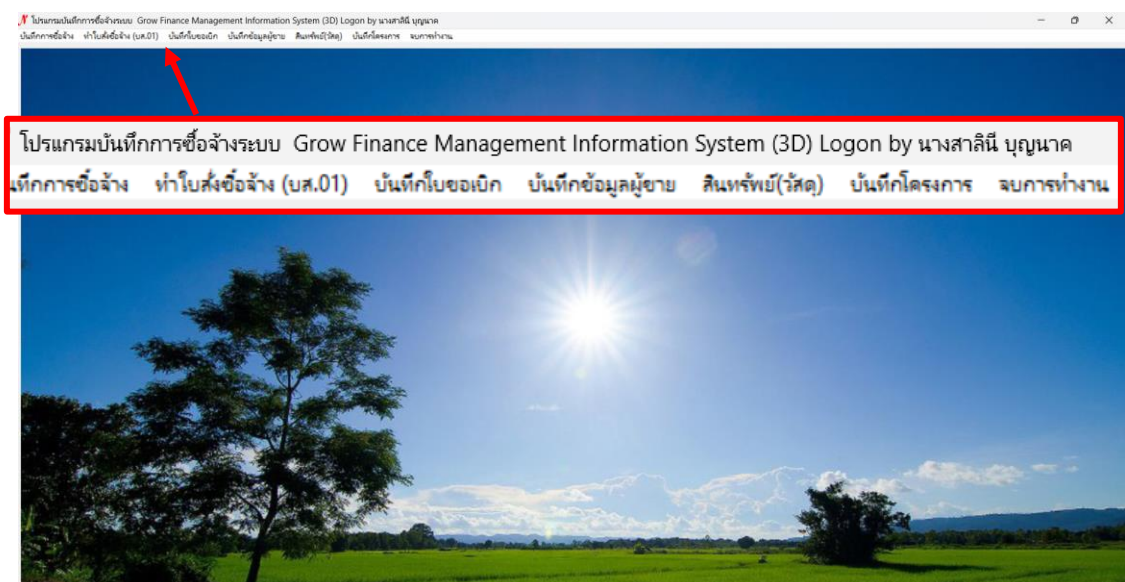 N โปรแกรมบันทึกการซื้อจ้างระบบ Grow Finance Management Information System (3D) Logon by นางสาลินี บุญนาค
บันทึกการซื้อจ้าง ทำใบสั่งซื้อจ้าง (บส.01) บันทึกใบขอเบิก บันทึกข้อมูลผู้ขาย สินทรัพย์(วัสดุ) บันทึกโครงการ จบการทำงาน
โปรแกรมบันทึกการซื้อจ้างระบบ Grow Finance Management Information System (3D) Logon by นางสาลินี บุญนาค
นทึกการซื้อจ้าง ทำใบสั่งซื้อจ้าง (บส.01) บันทึกใบขอเบิก บันทึกข้อมูลผู้ขาย สินทรัพย์(วัสดุ) บันทึกโครงการ จบการทำงาน